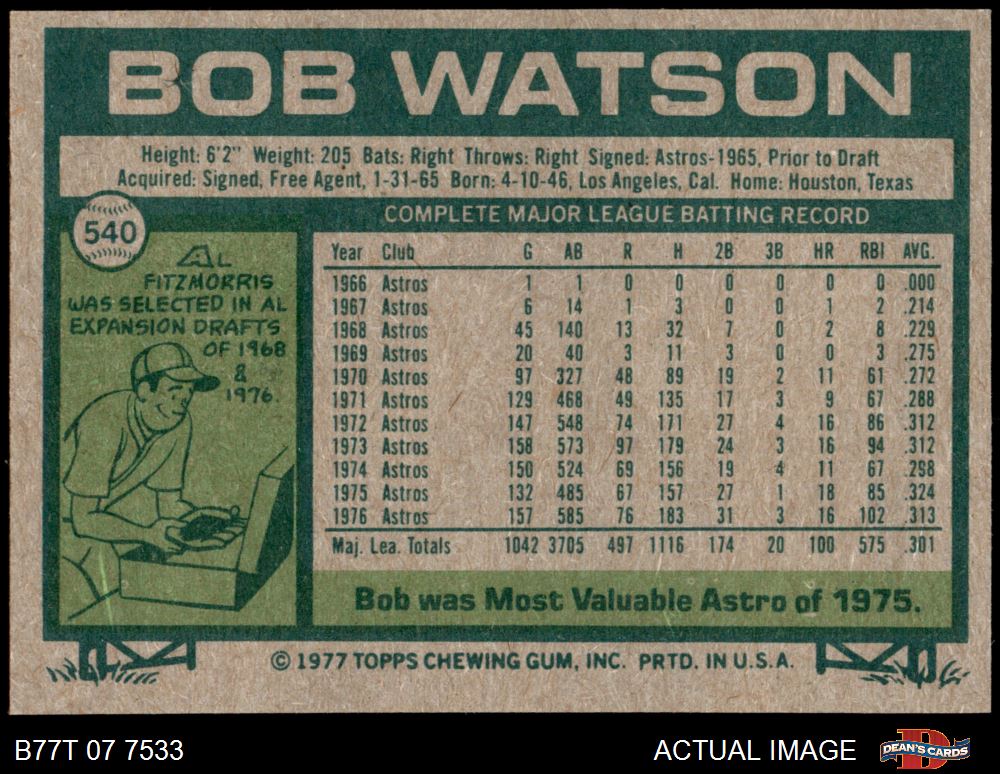 BOB WATSON
Height: 6'2" Weight: 205 Bats: Right Throws: Right Signed: Astros-1965, Prior to Draft
Acquired: Signed, Free Agent, 1-31-65 Born: 4-10-46, Los Angeles, Cal. Home: Houston, Texas
540
AL
FITZMORRIS
WAS SELECTED IN AL
EXPANSION DRAFTS
OF 1968
&
1976.
COMPLETE MAJOR LEAGUE BATTING RECORD
Year Club G AB R H 2B 3B HR RBI AVG.
1966 Astros 1 1 0 0 0 0 0 0 .000
1967 Astros 6 14 1 3 0 0 1 2 .214
1968 Astros 45 140 13 32 7 0 2 8 .229
1969 Astros 20 40 3 11 3 0 0 3 .275
1970 Astros 97 327 48 89 19 2 11 61 .272
1971 Astros 129 468 49 135 17 3 9 67 .288
1972 Astros 147 548 74 171 27 4 16 86 .312
1973 Astros 158 573 97 179 24 3 16 94 .312
1974 Astros 150 524 69 156 19 4 11 67 .298
1975 Astros 132 485 67 157 27 1 18 85 .324
1976 Astros 157 585 76 183 31 3 16 102 .313
Maj. Lea. Totals 1042 3705 497 1116 174 20 100 575 .301
Bob was Most Valuable Astro of 1975.
© 1977 TOPPS CHEWING GUM, INC. PRTD. IN U.S.A.
B77T 07 7533
ACTUAL IMAGE
DEAN'S CARDS